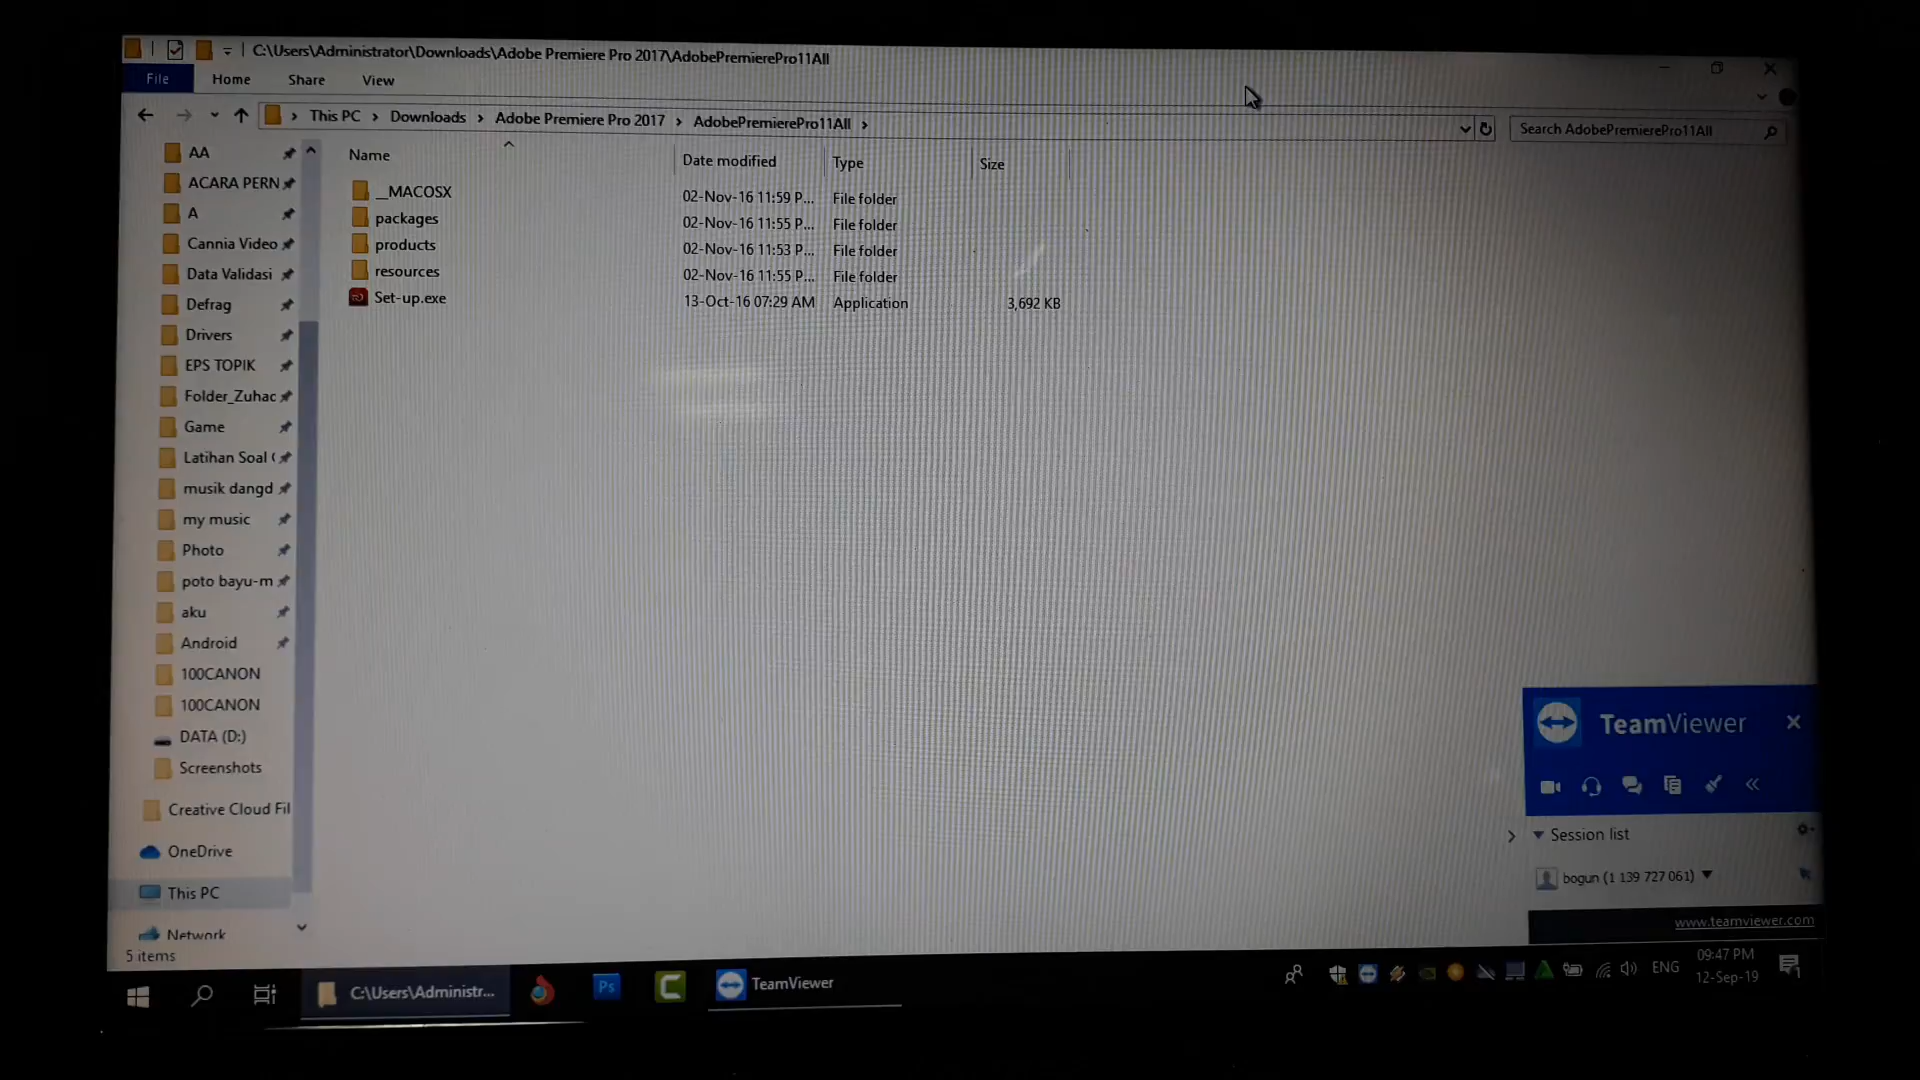 C:\Users\Administrator\Downloads\Adobe Premiere Pro 2017\AdobePremierePro11All
File Home Share View
This PC > Downloads > Adobe Premiere Pro 2017 > AdobePremierePro11All >
Search AdobePremierePro11All
Name Date modified Type Size
__MACOSX 02-Nov-16 11:59 P... File folder
packages 02-Nov-16 11:55 P... File folder
products 02-Nov-16 11:53 P... File folder
resources 02-Nov-16 11:55 P... File folder
Set-up.exe 13-Oct-16 07:29 AM Application 3,692 KB
AA
ACARA PERN
A
Cannia Video
Data Validasi
Defrag
Drivers
EPS TOPIK
Folder_Zuhac
Game
Latihan Soal (
musik dangd
my music
Photo
poto bayu-m
aku
Android
100CANON
100CANON
DATA (D:)
Screenshots
Creative Cloud Fil
OneDrive
This PC
Network
5 items
TeamViewer
Session list
bogun (1 139 727 061)
www.teamviewer.com
C:\Users\Administr...
Ps
C
TeamViewer
ENG
09:47 PM
12-Sep-19